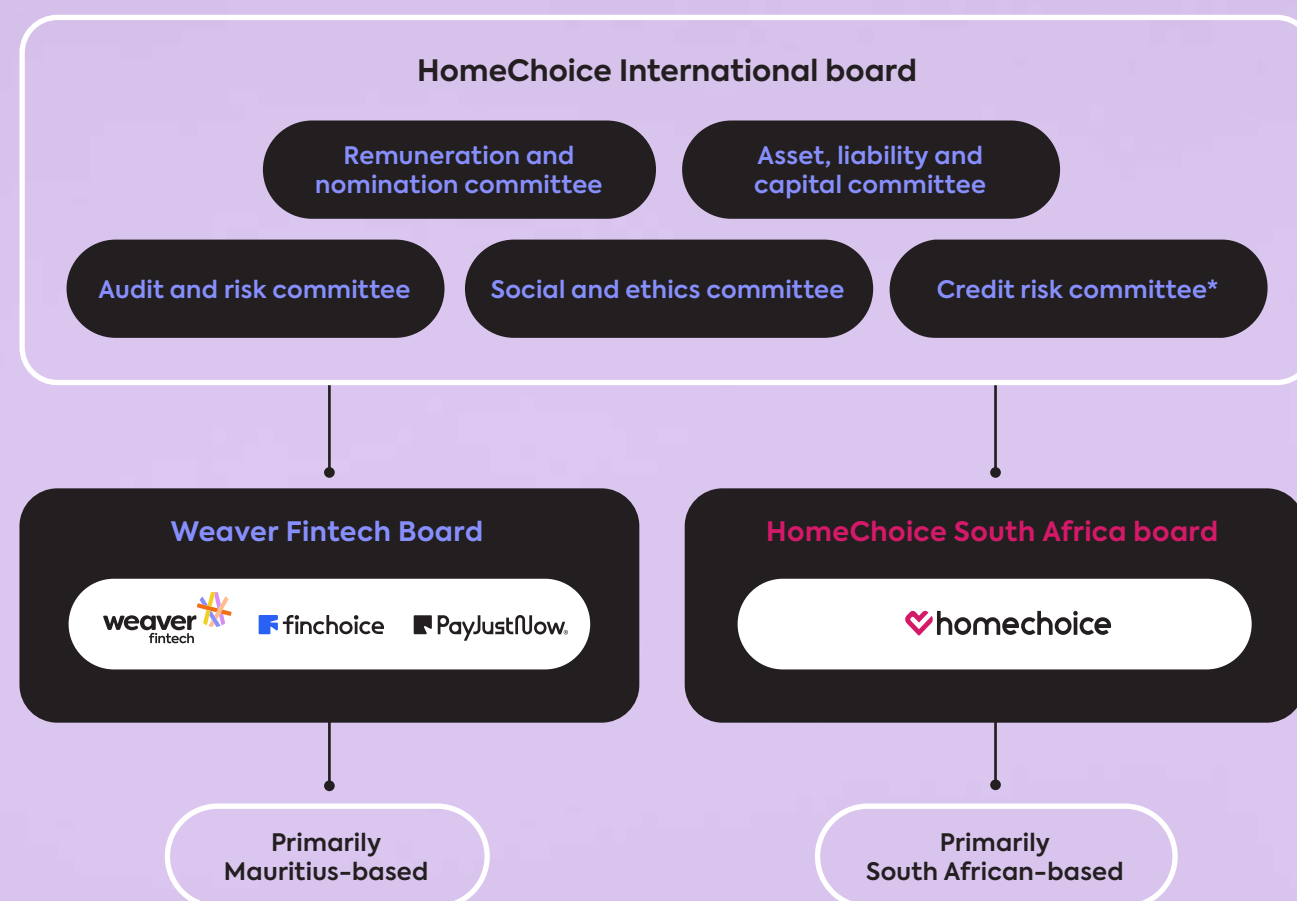 HomeChoice International board
Remuneration and
nomination committee
Asset, liability and
capital committee
Audit and risk committee
Social and ethics committee
Credit risk committee*
Weaver Fintech Board
weaver
fintech
finchoice
PayJustNow®
HomeChoice South Africa board
homechoice
Primarily
Mauritius-based
Primarily
South African-based